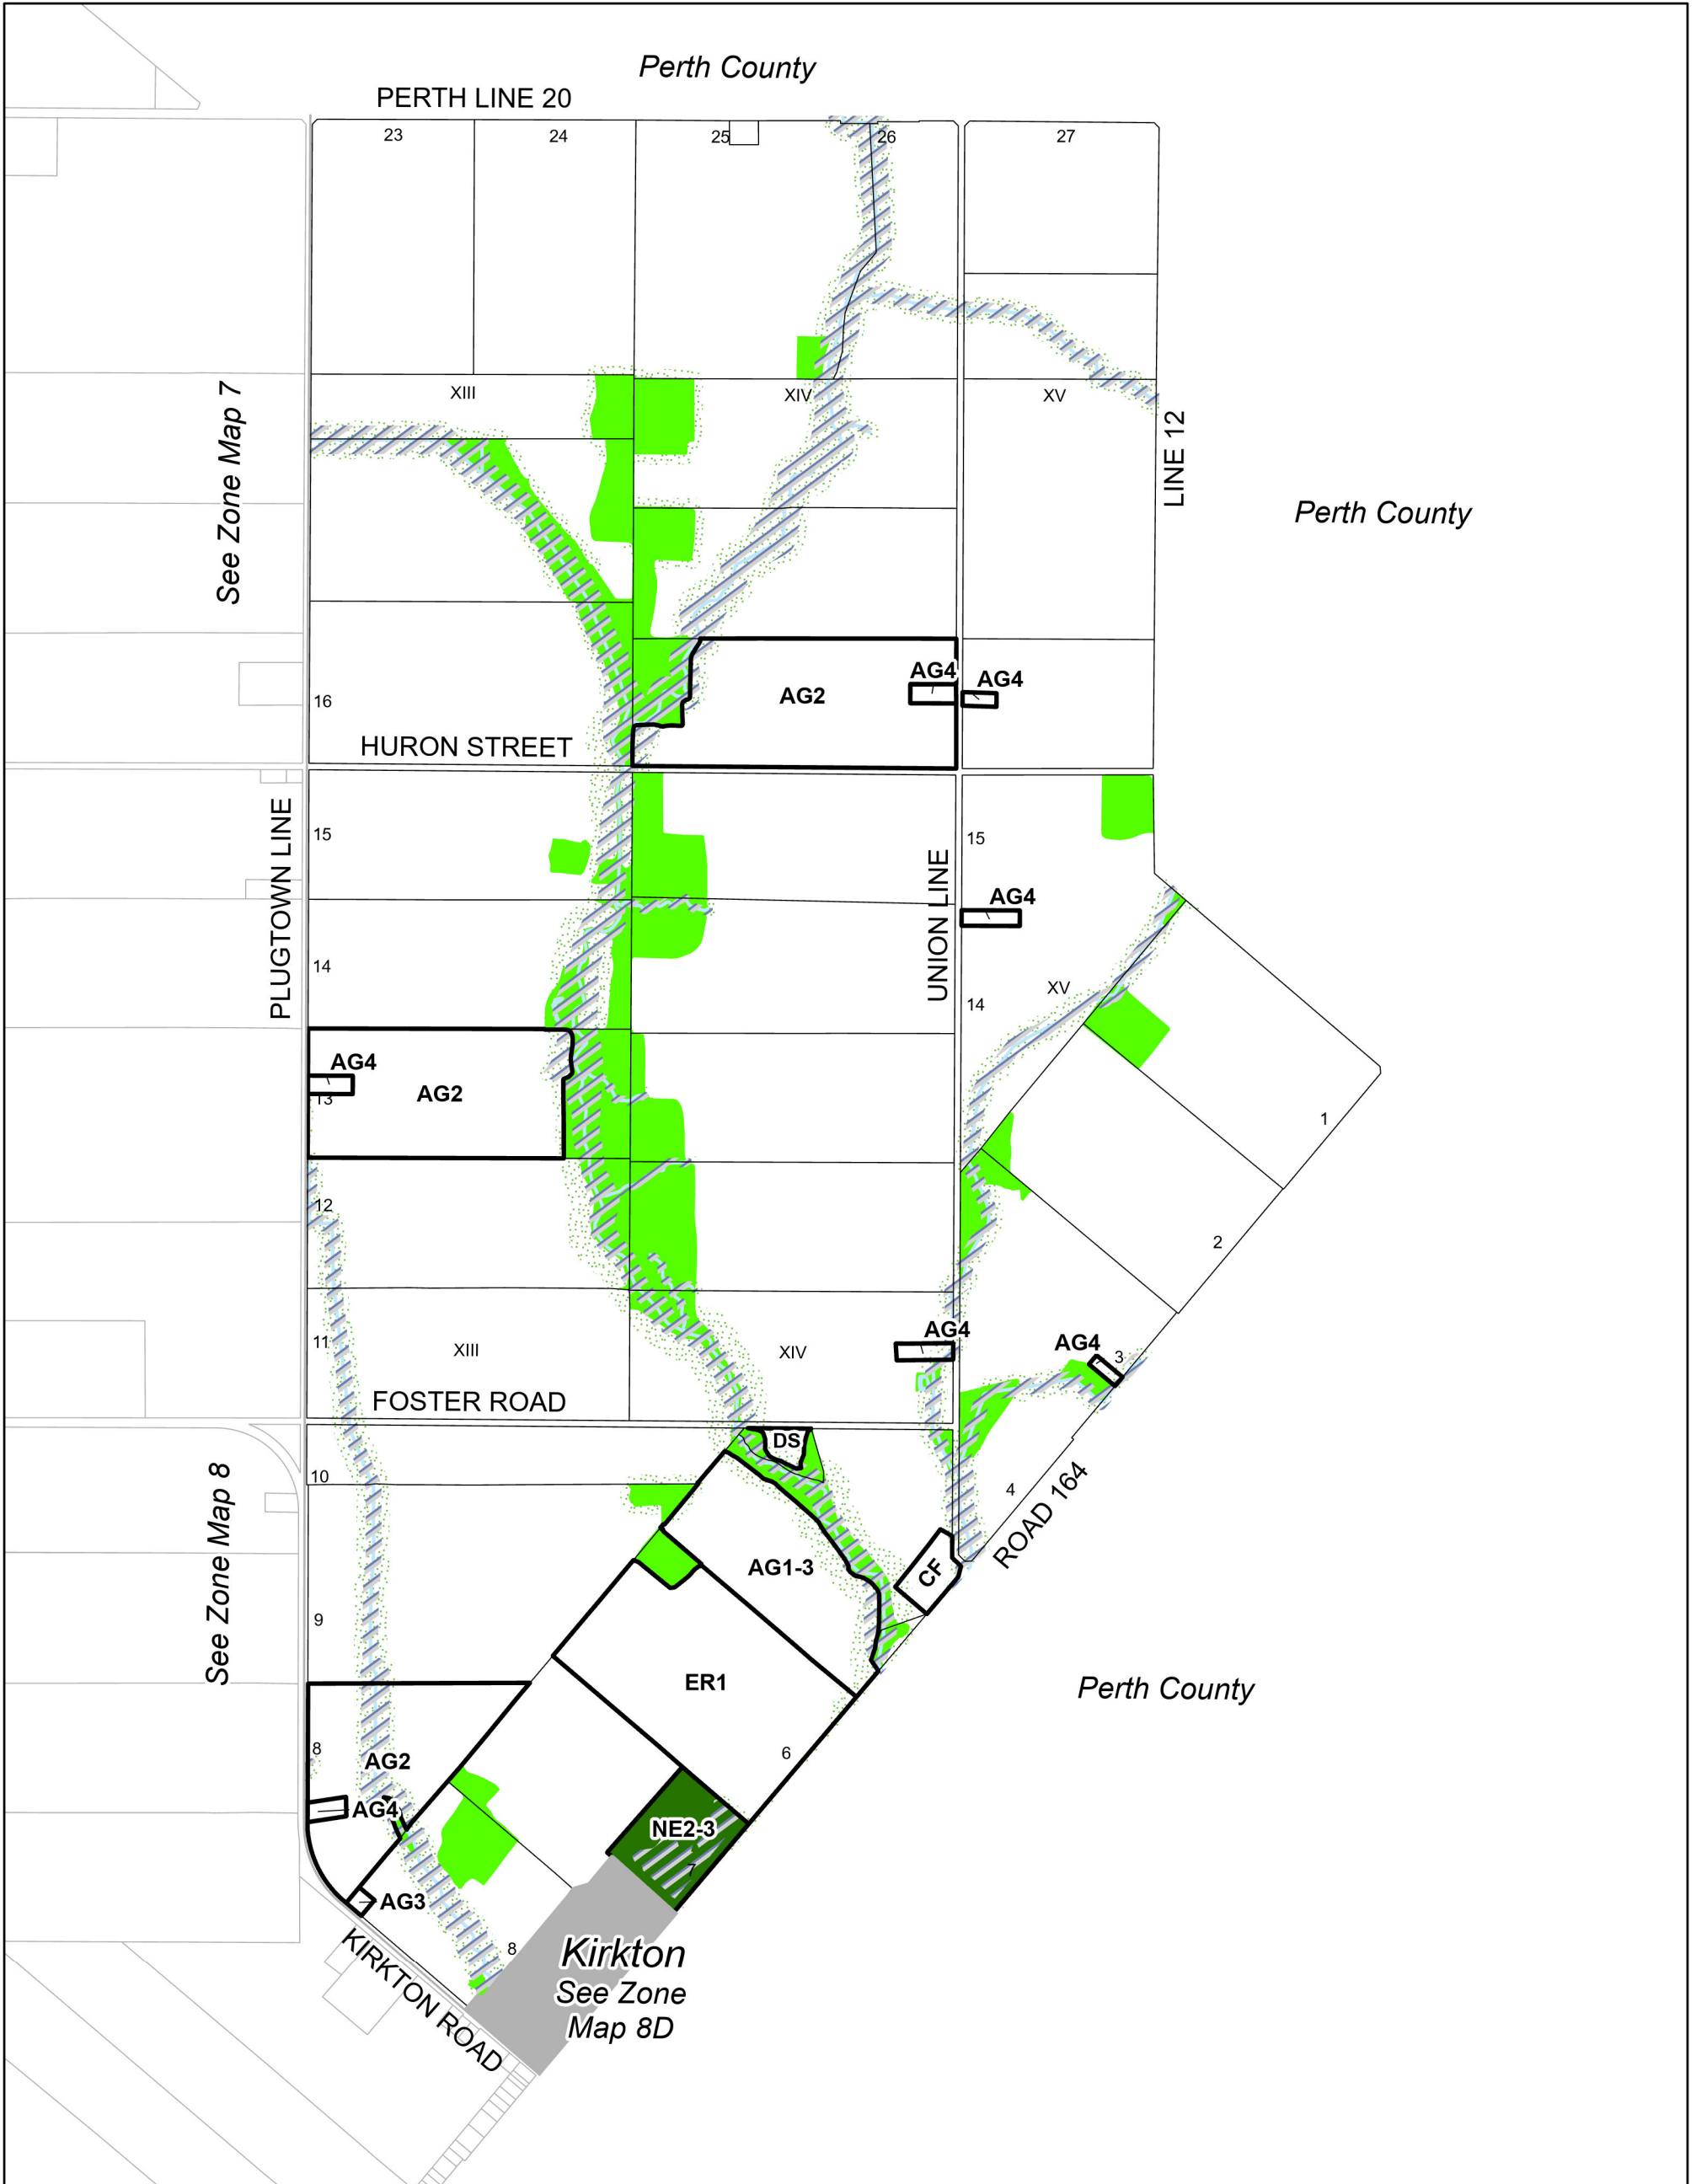 Perth County
PERTH LINE 20
23
24
25
26
27
XIII
XIV
XV
See Zone Map 7
LINE 12
Perth County
AG4
AG4
AG2
16
HURON STREET
PLUGTOWN LINE
15
15
UNION LINE
AG4
14
XV
14
AG4
AG2
13
1
12
2
AG4
AG4
11
XIII
XIV
3
FOSTER ROAD
DS
See Zone Map 8
10
4
ROAD 164
AG1-3
CF
9
ER1
Perth County
8
AG2
6
AG4
NE2-3
7
AG3
KIRKTON ROAD
8
Kirkton
See Zone
Map 8D